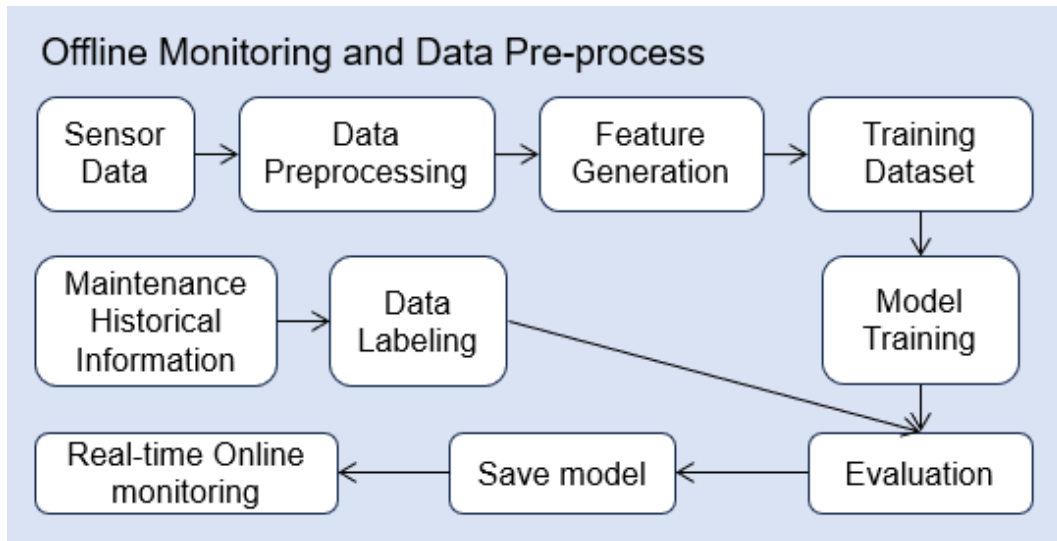 Offline Monitoring and Data Pre-process
Sensor
Data
Data
Preprocessing
Feature
Generation
Training
Dataset
Maintenance
Historical
Information
Data
Labeling
Model
Training
Real-time Online
monitoring
Save model
Evaluation